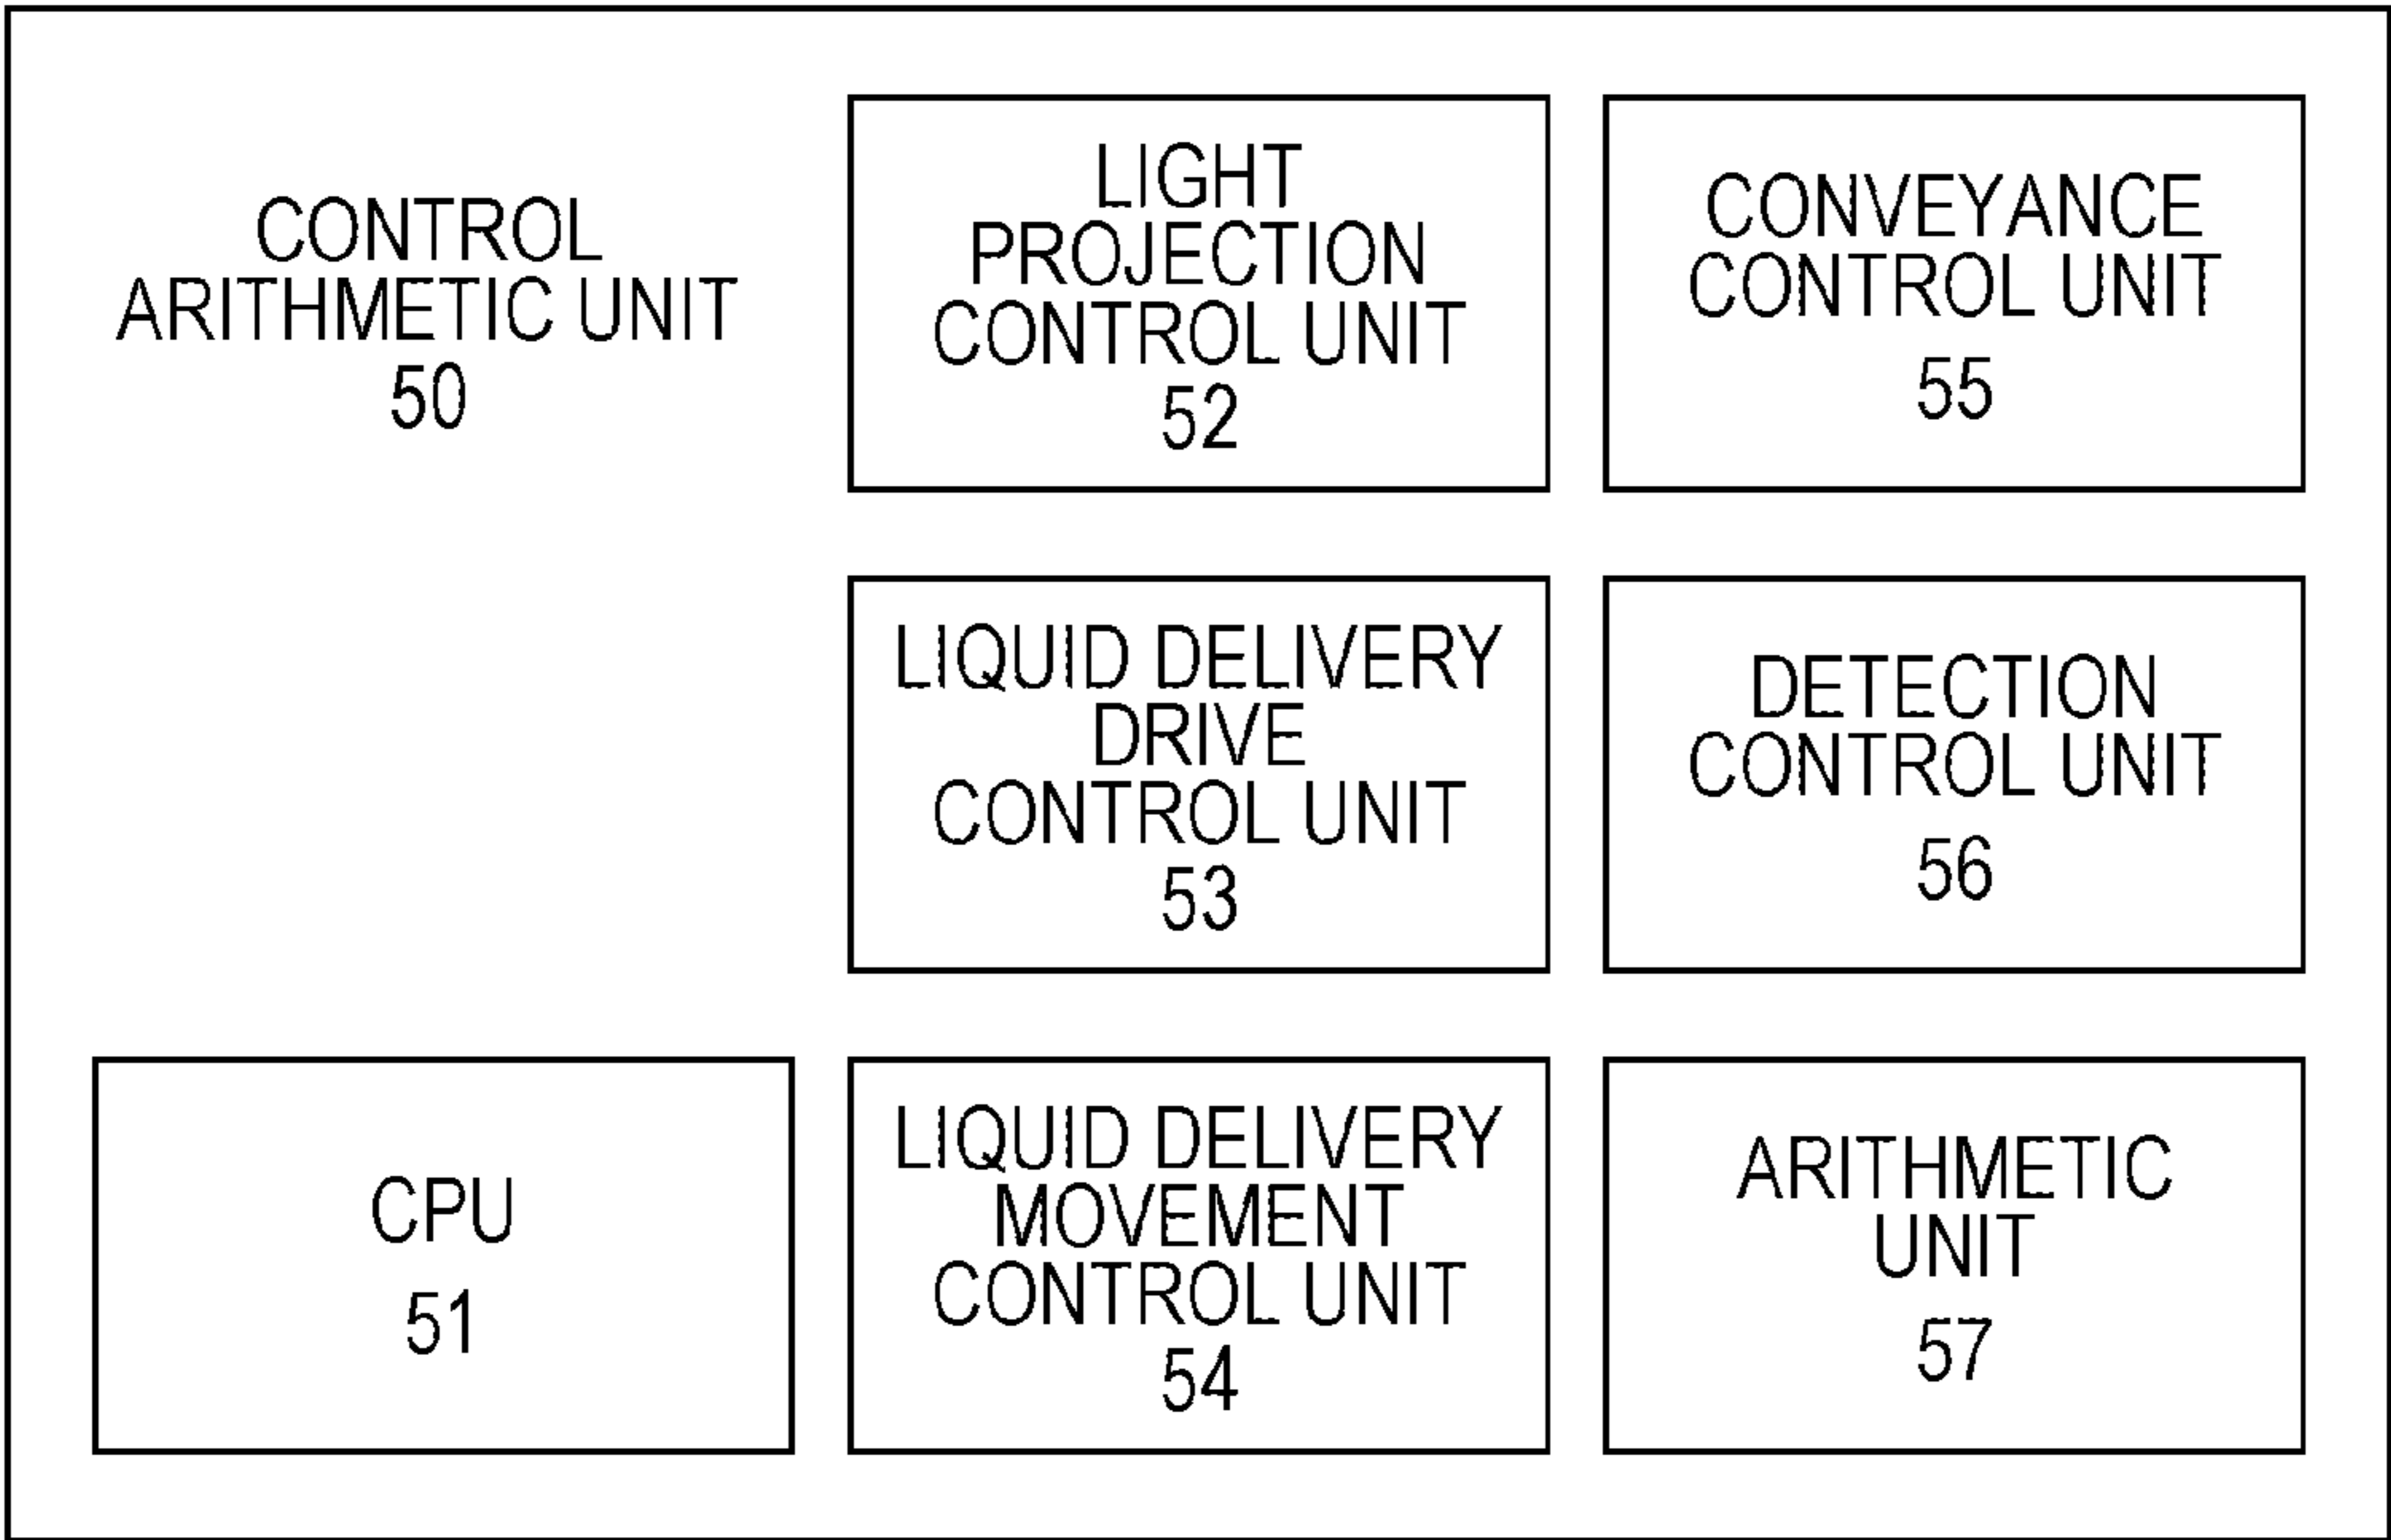 CONTROL
ARITHMETIC UNIT
50
LIGHT
PROJECTION
CONTROL UNIT
52
CONVEYANCE
CONTROL UNIT
55
LIQUID DELIVERY
DRIVE
CONTROL UNIT
53
DETECTION
CONTROL UNIT
56
CPU
51
LIQUID DELIVERY
MOVEMENT
CONTROL UNIT
54
ARITHMETIC
UNIT
57